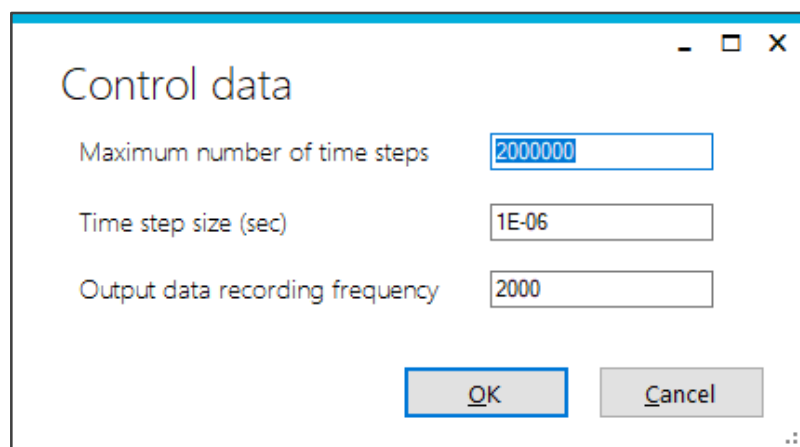 Control data
Maximum number of time steps 2000000
Time step size (sec) 1E-06
Output data recording frequency 2000
OK Cancel